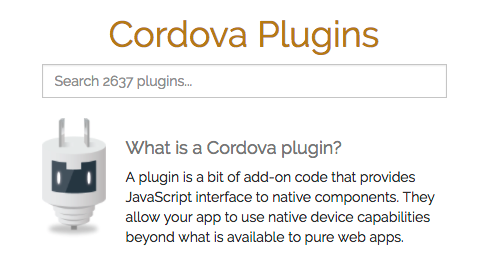 Cordova Plugins
Search 2637 plugins...
What is a Cordova plugin?
A plugin is a bit of add-on code that provides
JavaScript interface to native components. They
allow your app to use native device capabilities
beyond what is available to pure web apps.